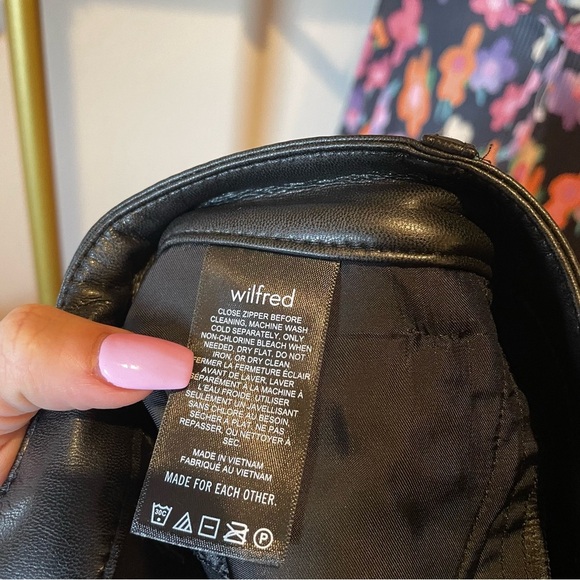 wilfred
CLOSE ZIPPER BEFORE
CLEANING, MACHINE WASH
COLD SEPARATELY, ONLY
NON-CHLORINE BLEACH WHEN
NEEDED, DRY FLAT, DO NOT
IRON, OR DRY CLEAN.
FERMER LA FERMETURE ÉCLAIR
AVANT DE LAVER, LAVER
SÉPARÉMENT À LA MACHINE À
L'EAU FROIDE, UTILISER
SEULEMENT UN JAVELLISANT
SANS CHLORE AU BESOIN,
SÉCHER À PLAT, NE PAS
REPASSER, OU NETTOYER À
SEC.
MADE IN VIETNAM
FABRIQUÉ AU VIETNAM
MADE FOR EACH OTHER.
30C P